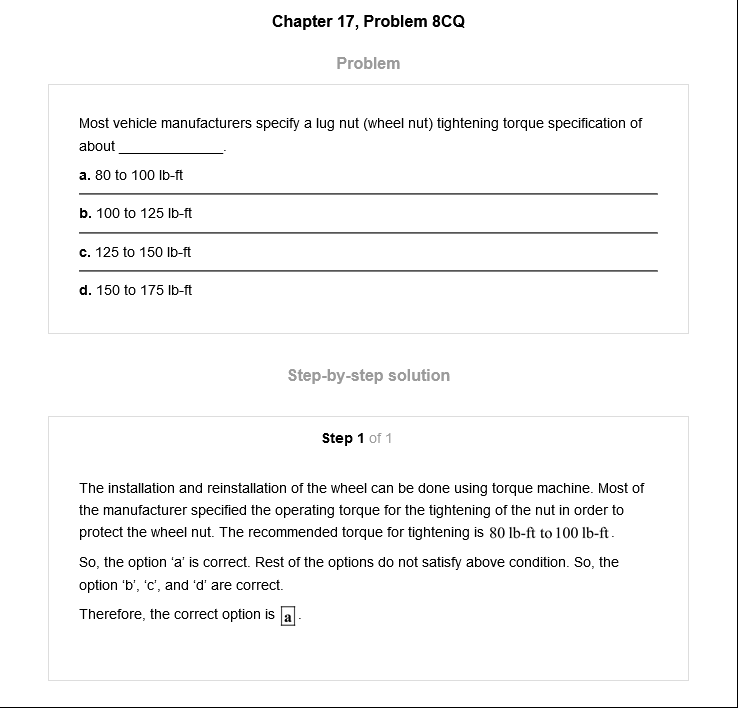 Chapter 17, Problem 8CQ
Problem
Most vehicle manufacturers specify a lug nut (wheel nut) tightening torque specification of
about ______________.
a. 80 to 100 lb-ft
b. 100 to 125 lb-ft
c. 125 to 150 lb-ft
d. 150 to 175 lb-ft
Step-by-step solution
Step 1 of 1
The installation and reinstallation of the wheel can be done using torque machine. Most of
the manufacturer specified the operating torque for the tightening of the nut in order to
protect the wheel nut. The recommended torque for tightening is 80 lb-ft to 100 lb-ft.
So, the option ‘a’ is correct. Rest of the options do not satisfy above condition. So, the
option ‘b’, ‘c’, and ‘d’ are correct.
Therefore, the correct option is a.